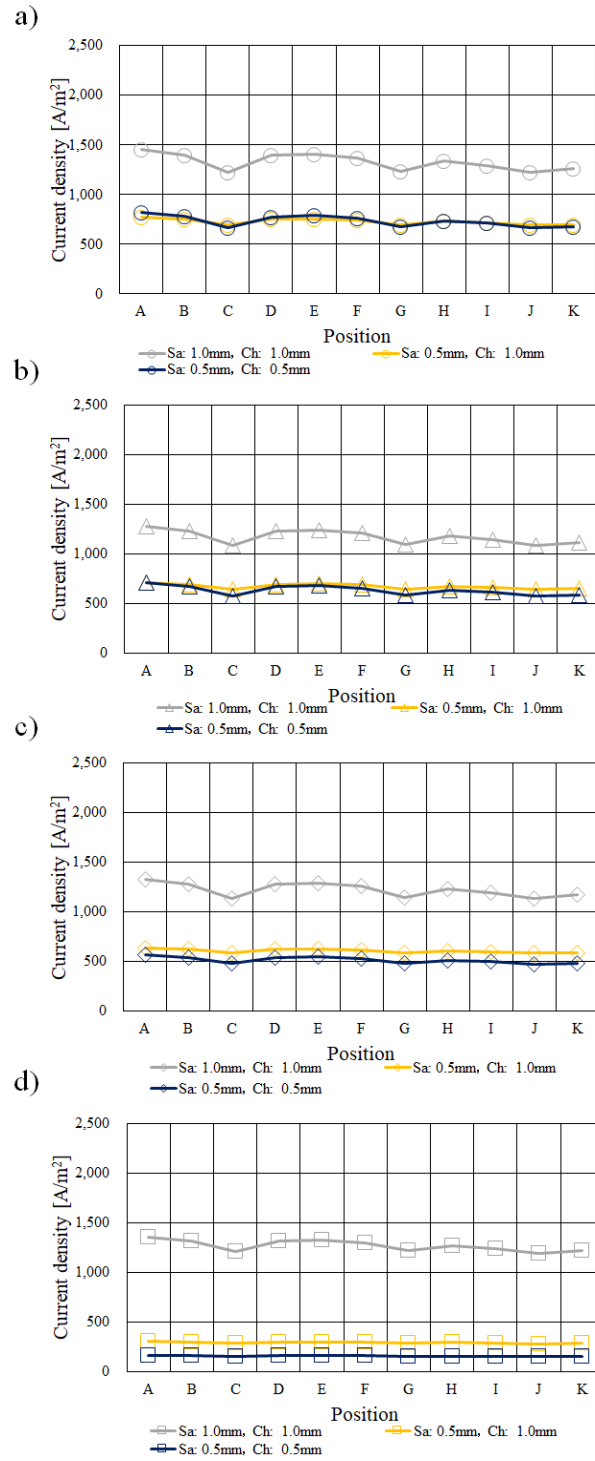 a)
2,500
2,000
1,500
1,000
500
0
Current density [A/m²]
A B C D E F G H I J K
Position
Sa: 1.0mm, Ch: 1.0mm Sa: 0.5mm, Ch: 1.0mm
Sa: 0.5mm, Ch: 0.5mm
b)
2,500
2,000
1,500
1,000
500
0
Current density [A/m²]
A B C D E F G H I J K
Position
Sa: 1.0mm, Ch: 1.0mm Sa: 0.5mm, Ch: 1.0mm
Sa: 0.5mm, Ch: 0.5mm
c)
2,500
2,000
1,500
1,000
500
0
Current density [A/m²]
A B C D E F G H I J K
Position
Sa: 1.0mm, Ch: 1.0mm Sa: 0.5mm, Ch: 1.0mm
Sa: 0.5mm, Ch: 0.5mm
d)
2,500
2,000
1,500
1,000
500
0
Current density [A/m²]
A B C D E F G H I J K
Position
Sa: 1.0mm, Ch: 1.0mm Sa: 0.5mm, Ch: 1.0mm
Sa: 0.5mm, Ch: 0.5mm